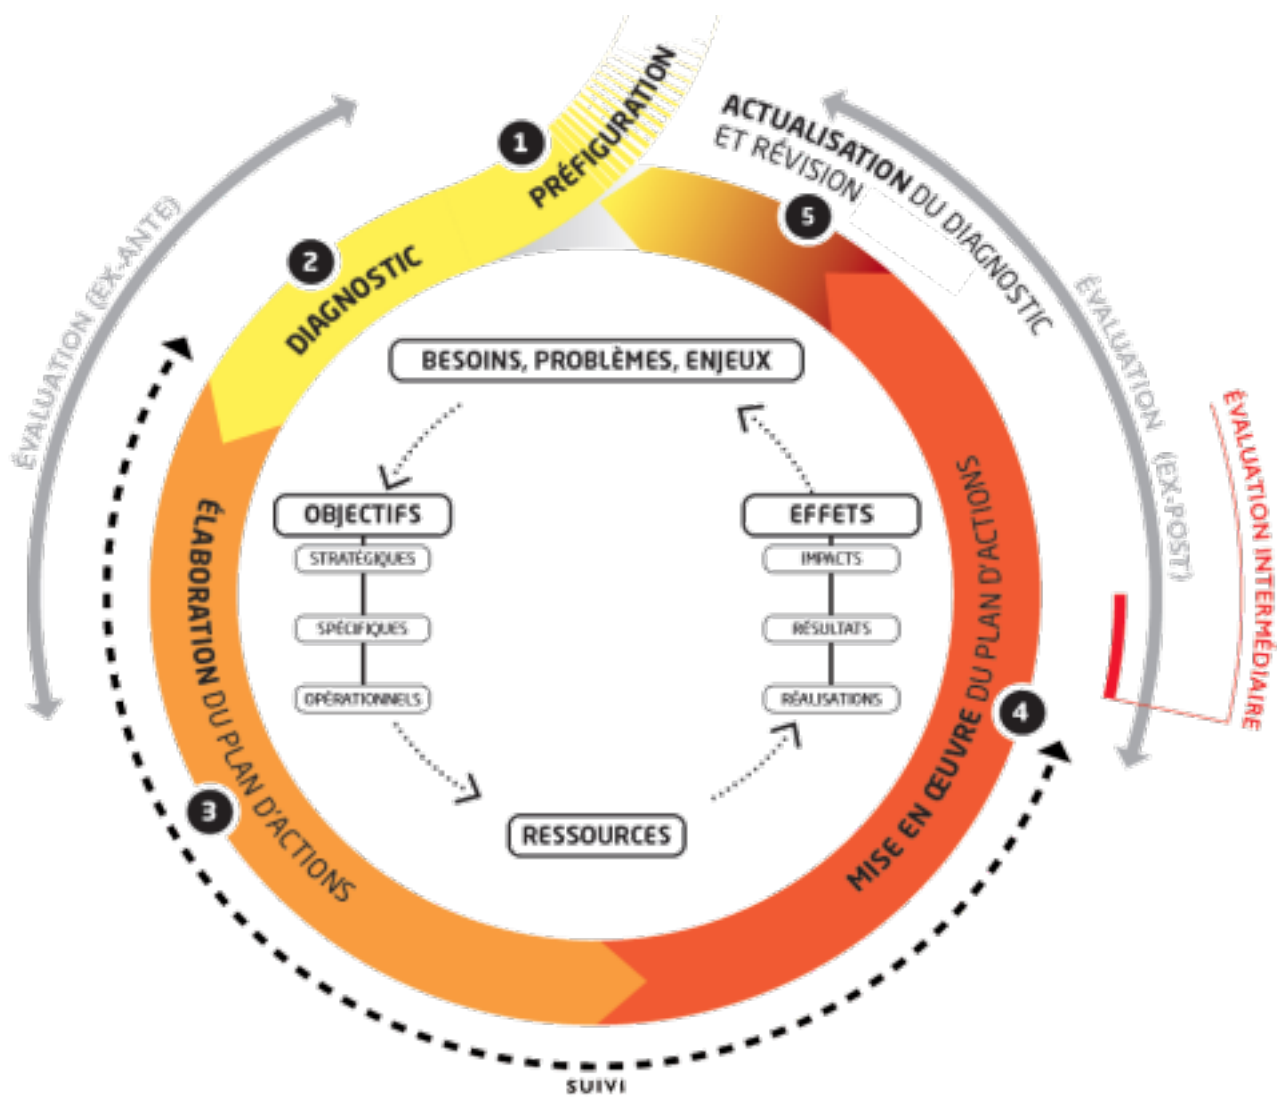 1
PRÉFIGURATION
2
DIAGNOSTIC
3
ÉLABORATION DU PLAN D'ACTIONS
4
MISE EN ŒUVRE DU PLAN D'ACTIONS
5
ACTUALISATION DU DIAGNOSTIC
ET RÉVISION
ÉVALUATION (EX-ANTE)
ÉVALUATION (EX-POST)
ÉVALUATION INTERMÉDIAIRE
BESOINS, PROBLÈMES, ENJEUX
OBJECTIFS
STRATÉGIQUES
SPÉCIFIQUES
OPÉRATIONNELS
EFFETS
IMPACTS
RÉSULTATS
RÉALISATIONS
RESSOURCES
SUIVI